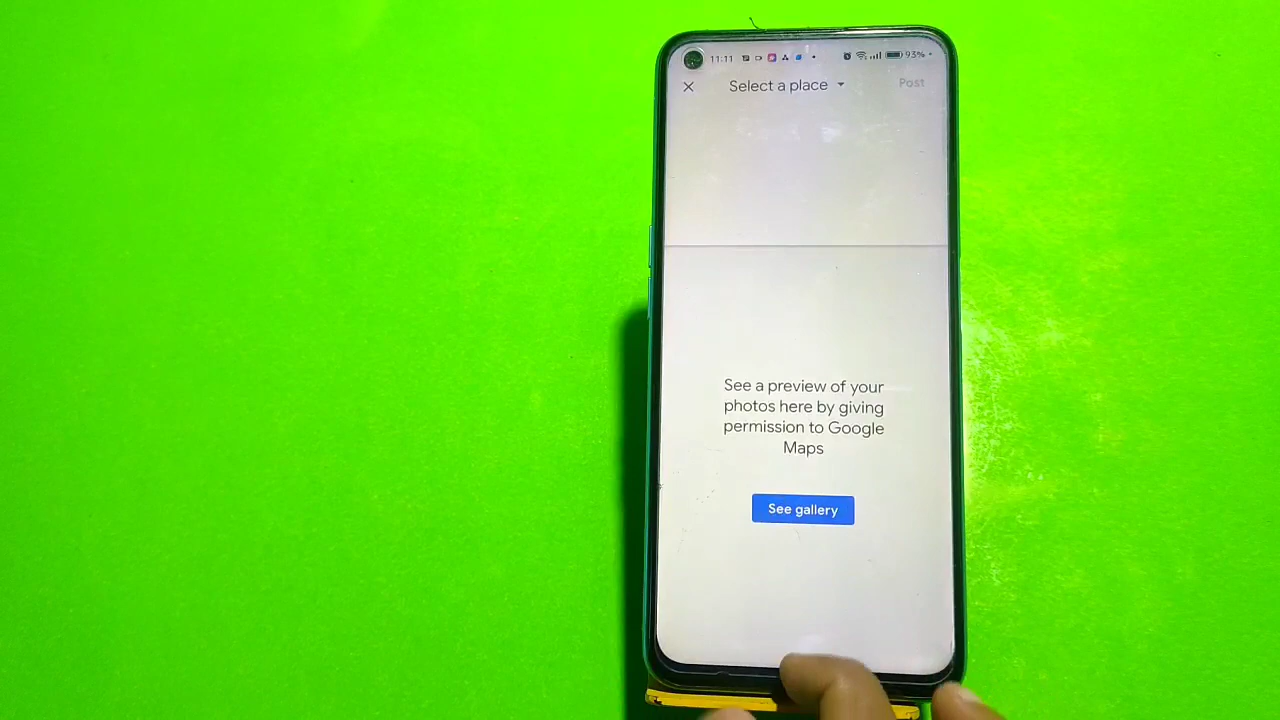 11:11 93%
Select a place Post
See a preview of your
photos here by giving
permission to Google
Maps
See gallery